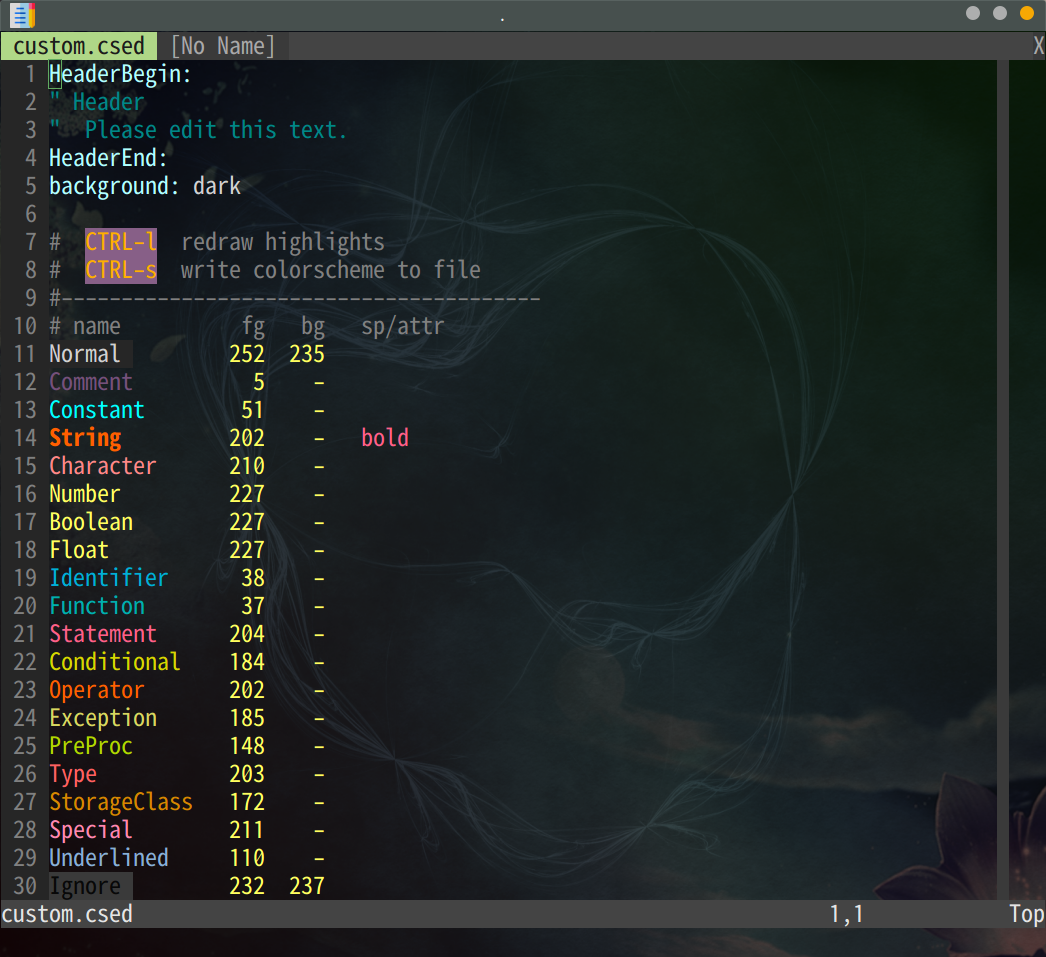 .
custom.csed [No Name] X
1 HeaderBegin:
2 " Header
3 "  Please edit this text.
4 HeaderEnd:
5 background: dark
6
7 #  CTRL-l  redraw highlights
8 #  CTRL-s  write colorscheme to file
9 #----------------------------------------
10 # name          fg   bg   sp/attr
11 Normal         252  235
12 Comment          5    -
13 Constant        51    -
14 String         202    -   bold
15 Character      210    -
16 Number         227    -
17 Boolean        227    -
18 Float          227    -
19 Identifier      38    -
20 Function        37    -
21 Statement      204    -
22 Conditional    184    -
23 Operator       202    -
24 Exception      185    -
25 PreProc        148    -
26 Type           203    -
27 StorageClass   172    -
28 Special        211    -
29 Underlined     110    -
30 Ignore         232  237
custom.csed 1,1 Top